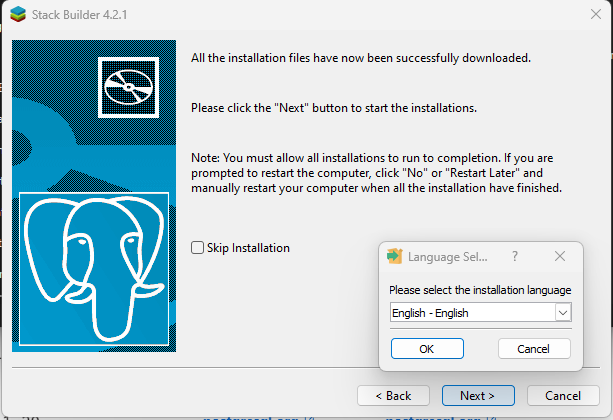 Stack Builder 4.2.1
All the installation files have now been successfully downloaded.
Please click the "Next" button to start the installations.
Note: You must allow all installations to run to completion. If you are
prompted to restart the computer, click "No" or "Restart Later" and
manually restart your computer when all the installation have finished.
Skip Installation
Language Sel... ?
Please select the installation language
English - English
OK Cancel
< Back Next > Cancel